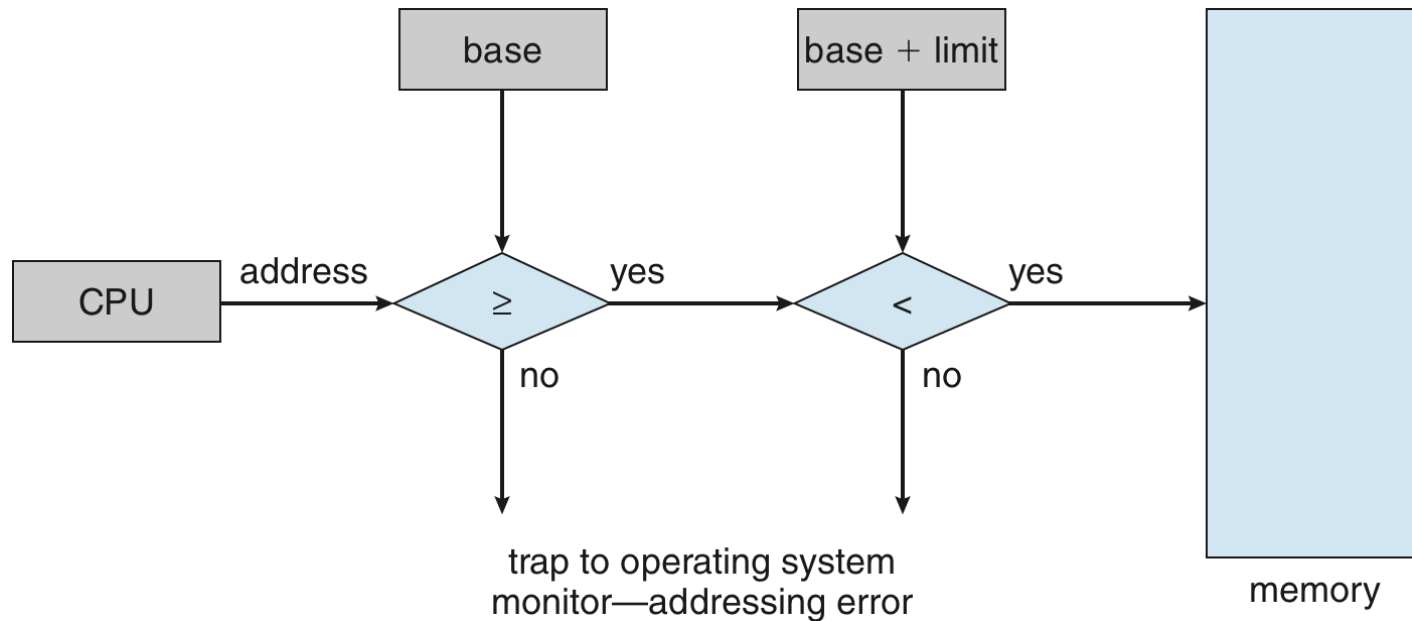 base
base + limit
CPU
address
≥
yes
<
yes
no
no
trap to operating system
monitor—addressing error
memory